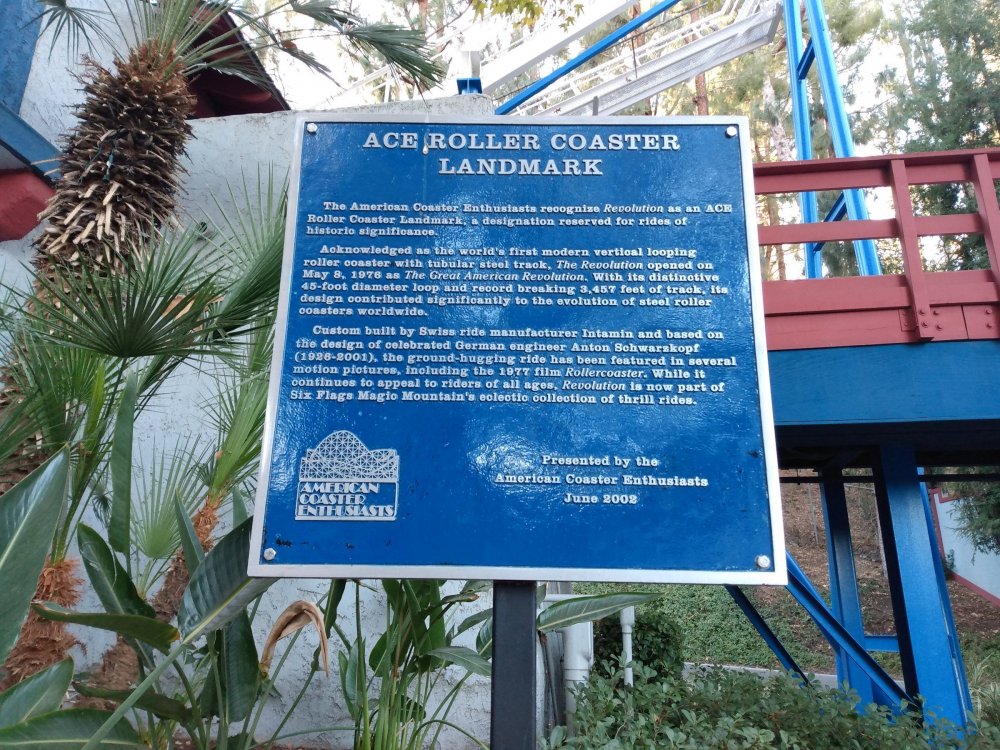 ACE ROLLER COASTER
LANDMARK
The American Coaster Enthusiasts recognize Revolution as an ACE
Roller Coaster Landmark, a designation reserved for rides of
historic significance.
Acknowledged as the world's first modern vertical looping
roller coaster with tubular steel track, The Revolution opened on
May 8, 1976 as The Great American Revolution. With its distinctive
45-foot diameter loop and record breaking 3,457 feet of track, its
design contributed significantly to the evolution of steel roller
coasters worldwide.
Custom built by Swiss ride manufacturer Intamin and based on
the design of celebrated German engineer Anton Schwarzkopf
(1926-2001), the ground-hugging ride has been featured in several
motion pictures, including the 1977 film Rollercoaster. While it
continues to appeal to riders of all ages, Revolution is now part of
Six Flags Magic Mountain's eclectic collection of thrill rides.
Presented by the
American Coaster Enthusiasts
June 2002
AMERICAN
COASTER
ENTHUSIASTS